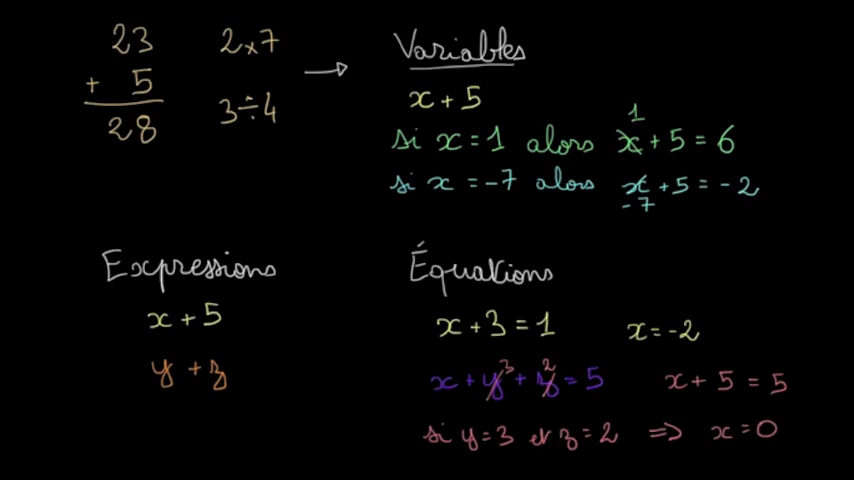 23
+ 5
28
2×7
3÷4
Variables
x + 5
si x = 1 alors x + 5 = 6
1
si x = -7 alors x + 5 = -2
-7
Expressions
x + 5
y + z
Équations
x + 3 = 1 x = -2
x + y + z = 5 x + 5 = 5
3 2
si y = 3 et z = 2 ⇒ x = 0